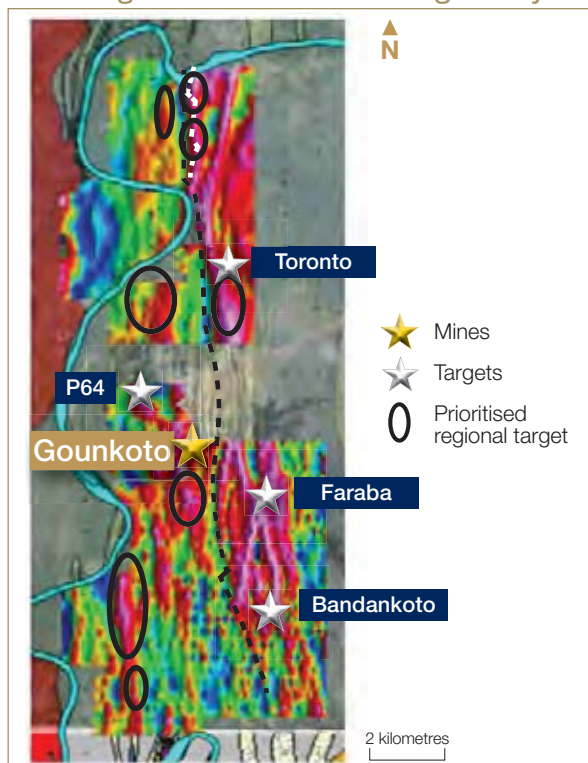 N
Toronto
Mines
Targets
P64
Prioritised
regional target
Gounkoto
Faraba
Bandankoto
2 kilometres